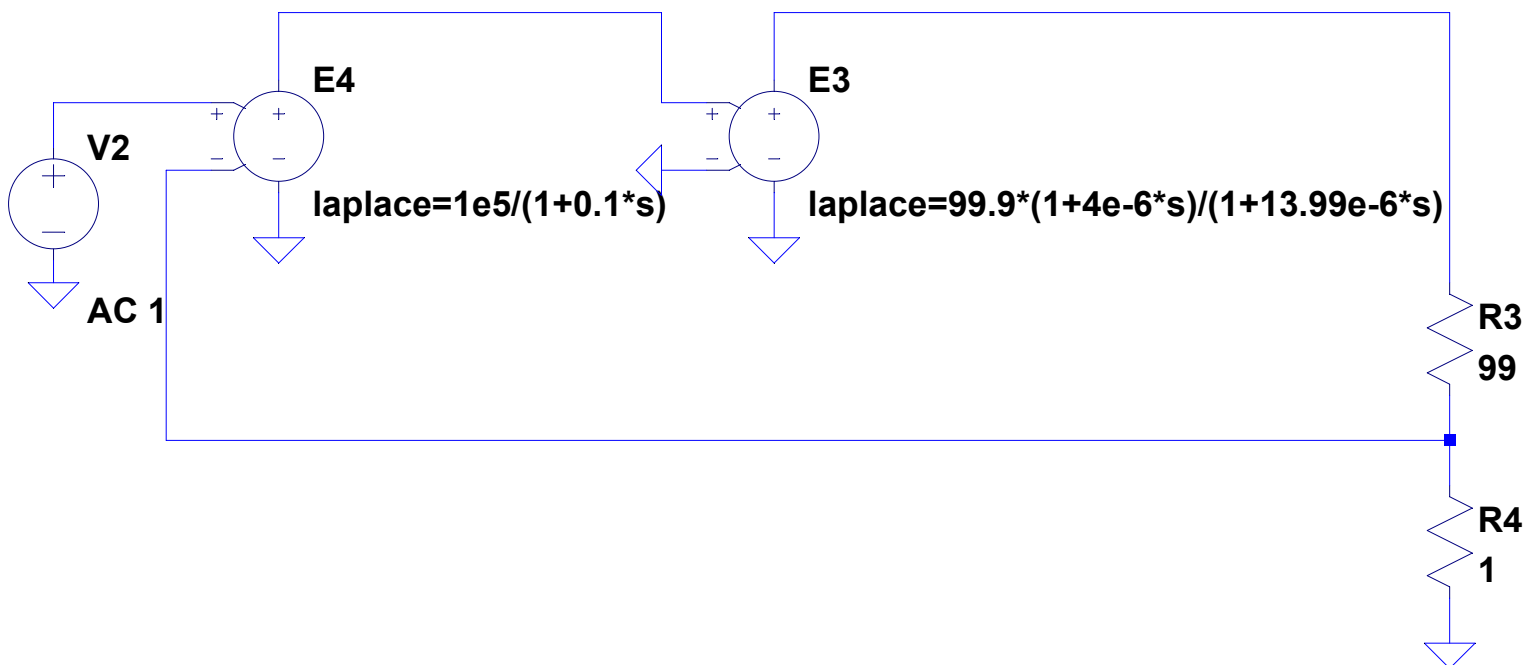 E4
E3
V2
laplace=1e5/(1+0.1*s)
laplace=99.9*(1+4e-6*s)/(1+13.99e-6*s)
AC 1
R3
99
R4
1